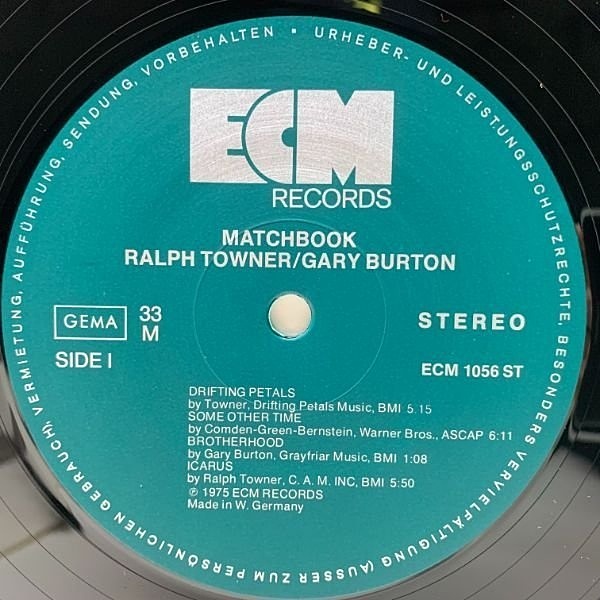 URHEBER- UND LEISTUNGSSCHUTZRECHTE, BESONDERS VERVIELFÄLTIGUNG (AUSSER ZUM PERSÖNLICHEN GEBRAUCH), VERMIETUNG, AUFFÜHRUNG, SENDUNG, VORBEHALTEN •
ECM
RECORDS
MATCHBOOK
RALPH TOWNER/GARY BURTON
GEMA 33 M
STEREO
SIDE I
ECM 1056 ST
DRIFTING PETALS
by Towner, Drifting Petals Music, BMI 5.15
SOME OTHER TIME
by Comden-Green-Bernstein, Warner Bros., ASCAP 6:11
BROTHERHOOD
by Gary Burton, Grayfriar Music, BMI 1:08
ICARUS
by Ralph Towner, C. A. M. INC, BMI 5:50
℗ 1975 ECM RECORDS
Made in W. Germany